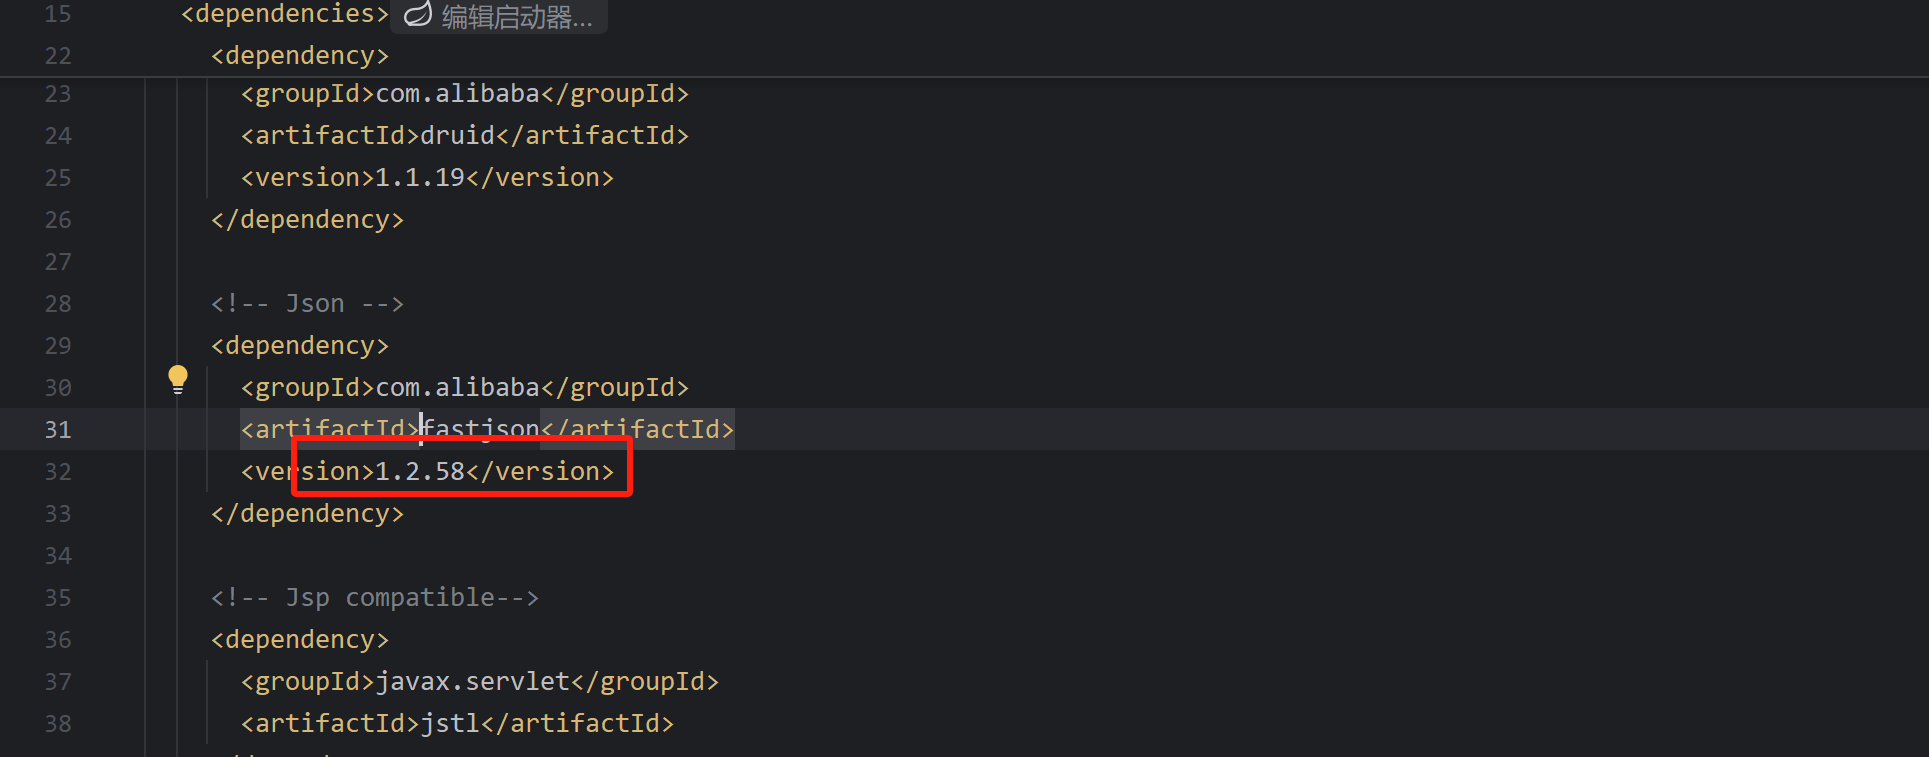 15 <dependencies> 编辑启动器...
22 <dependency>
23 <groupId>com.alibaba</groupId>
24 <artifactId>druid</artifactId>
25 <version>1.1.19</version>
26 </dependency>
27
28 <!-- Json -->
29 <dependency>
30 <groupId>com.alibaba</groupId>
31 <artifactId>fastjson</artifactId>
32 <version>1.2.58</version>
33 </dependency>
34
35 <!-- Jsp compatible-->
36 <dependency>
37 <groupId>javax.servlet</groupId>
38 <artifactId>jstl</artifactId>